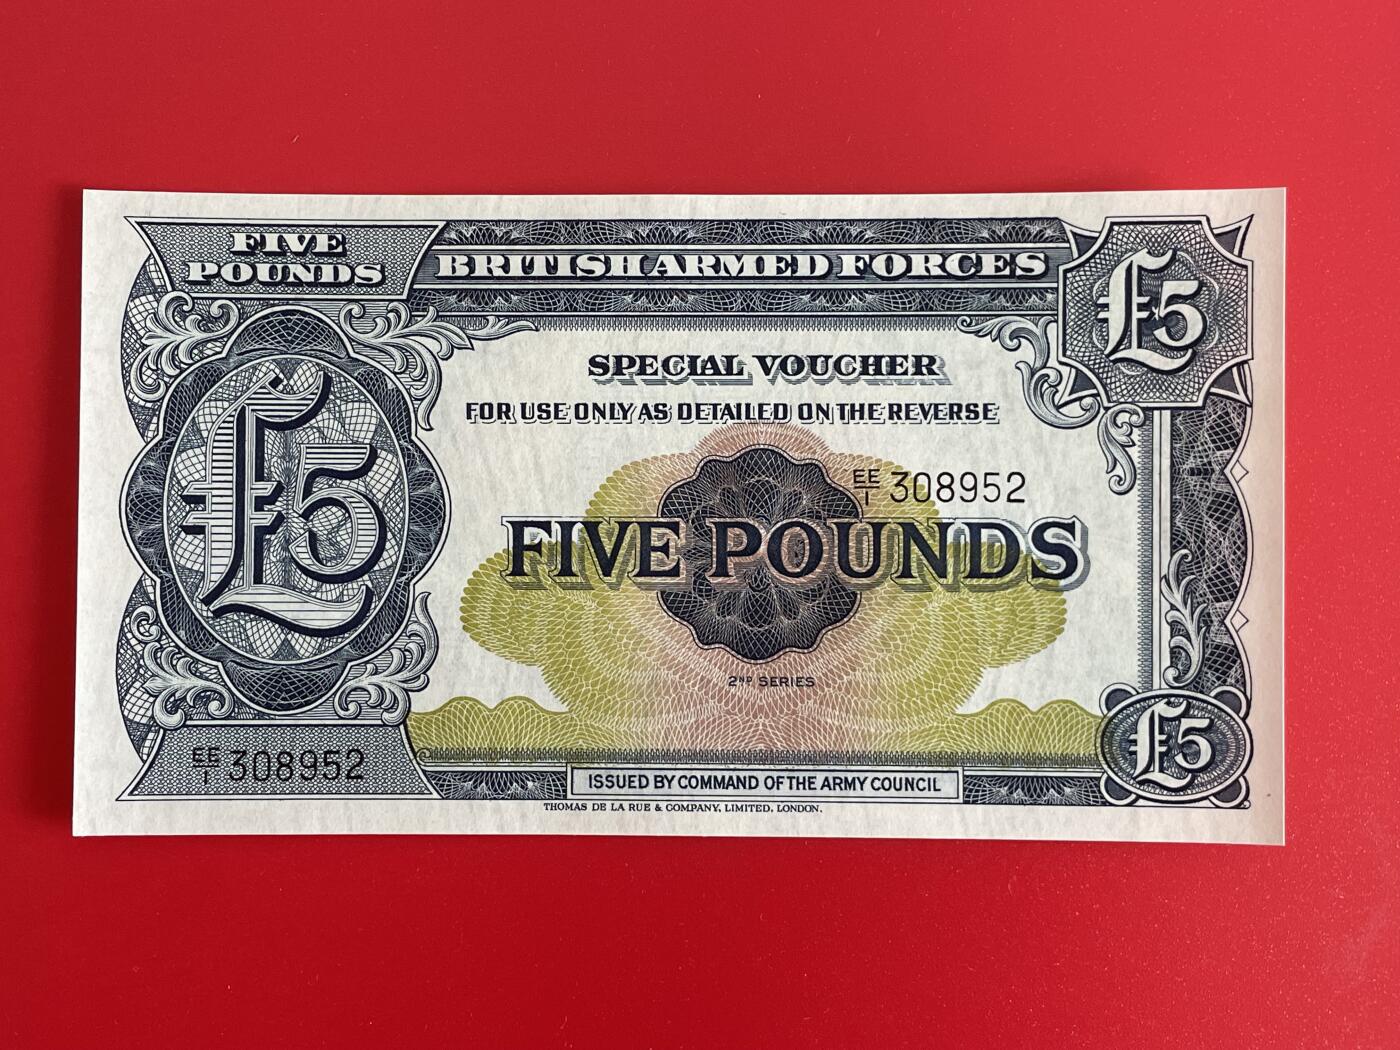 FIVE
POUNDS
BRITISH ARMED FORCES
£5
SPECIAL VOUCHER
FOR USE ONLY AS DETAILED ON THE REVERSE
£5
EE/1 308952
FIVE POUNDS
2ND SERIES
EE/1 308952
£5
ISSUED BY COMMAND OF THE ARMY COUNCIL
THOMAS DE LA RUE & COMPANY, LIMITED, LONDON.